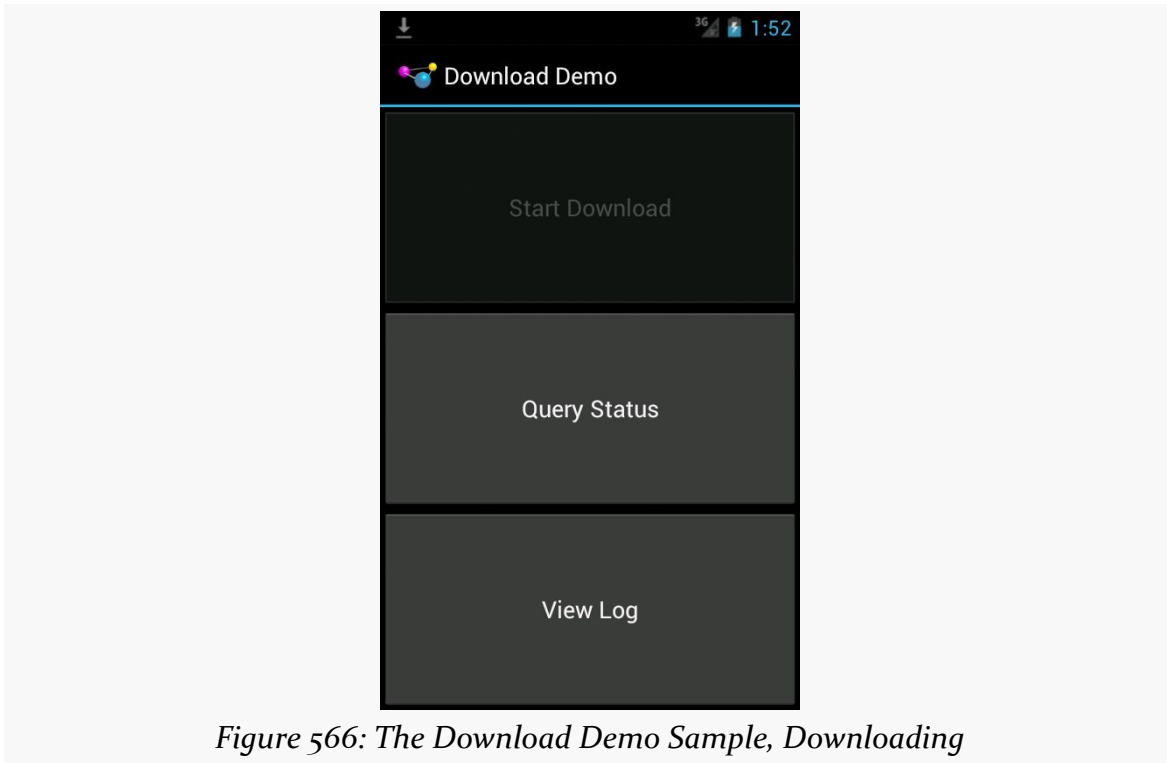 3G 1:52
Download Demo
Start Download
Query Status
View Log
Figure 566: The Download Demo Sample, Downloading